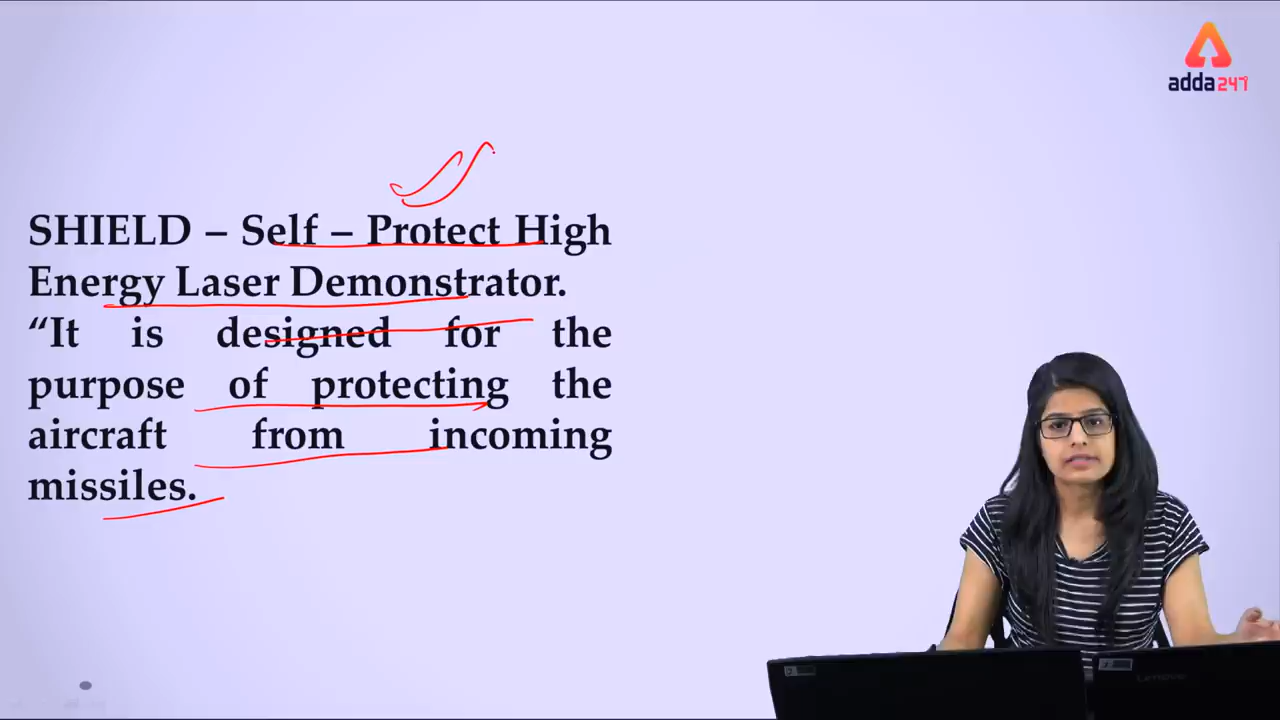 adda247
SHIELD – Self – Protect High
Energy Laser Demonstrator.
“It is designed for the
purpose of protecting the
aircraft from incoming
missiles.
Lenovo